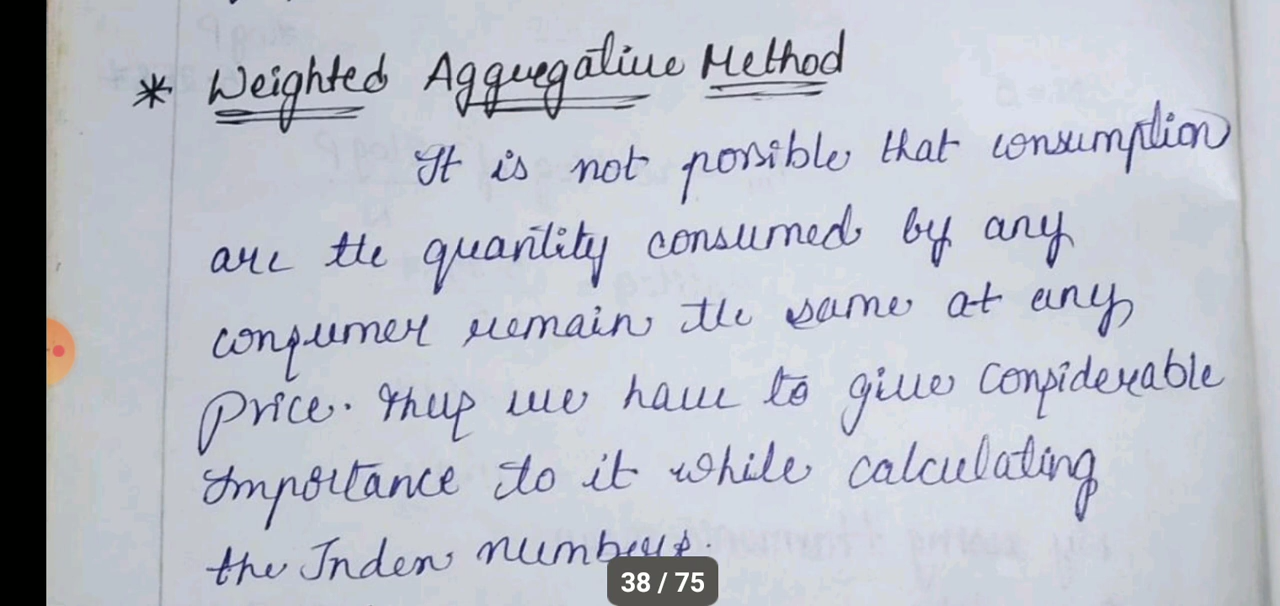 * Weighted Aggregative Method
It is not possible that consumption
are the quantity consumed by any
consumer remain the same at any
Price. Thus we have to give considerable
Importance to it while calculating
the Index numbers.
38 / 75